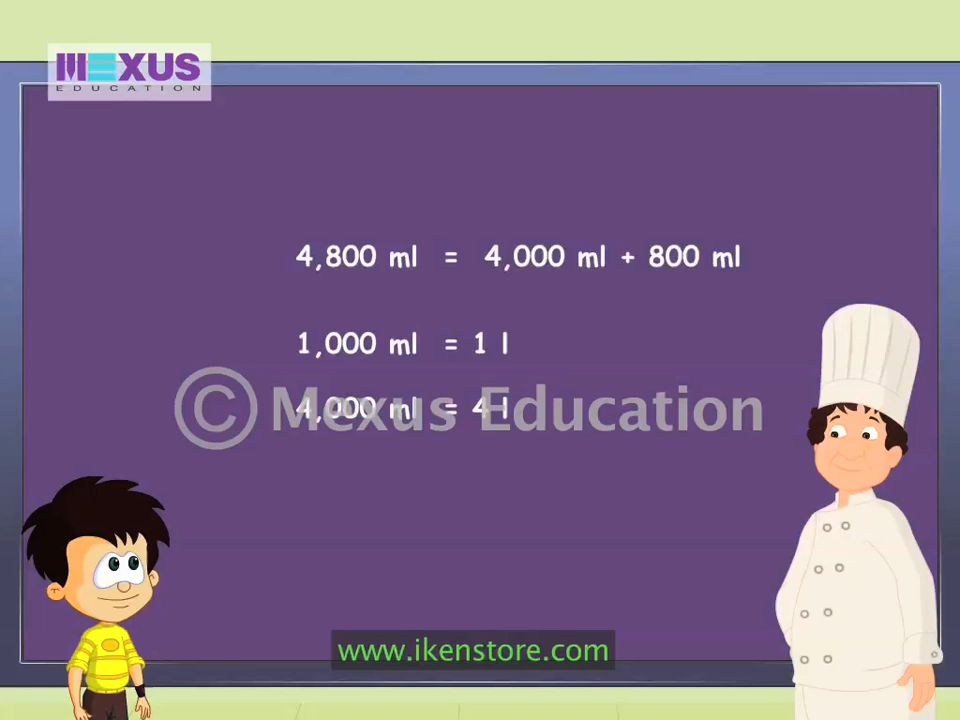 MEXUS
EDUCATION
4,800 ml = 4,000 ml + 800 ml
1,000 ml = 1 l
4,000 ml = 4 l
© Mexus Education
www.ikenstore.com